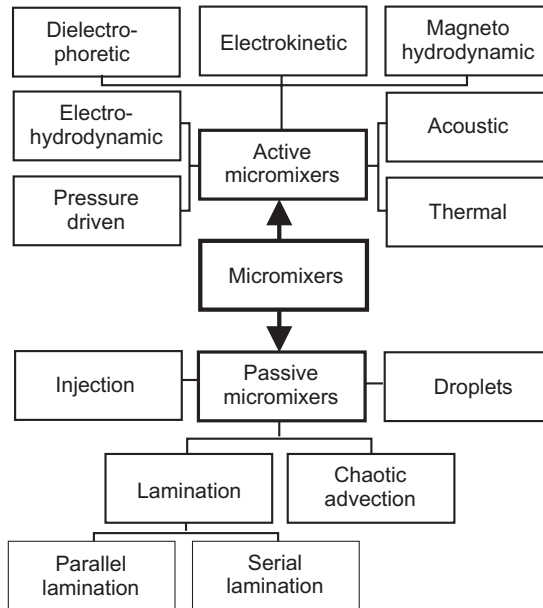 Dielectro-
phoretic
Electrokinetic
Magneto
hydrodynamic
Electro-
hydrodynamic
Acoustic
Active
micromixers
Pressure
driven
Thermal
Micromixers
Injection
Passive
micromixers
Droplets
Lamination
Chaotic
advection
Parallel
lamination
Serial
lamination